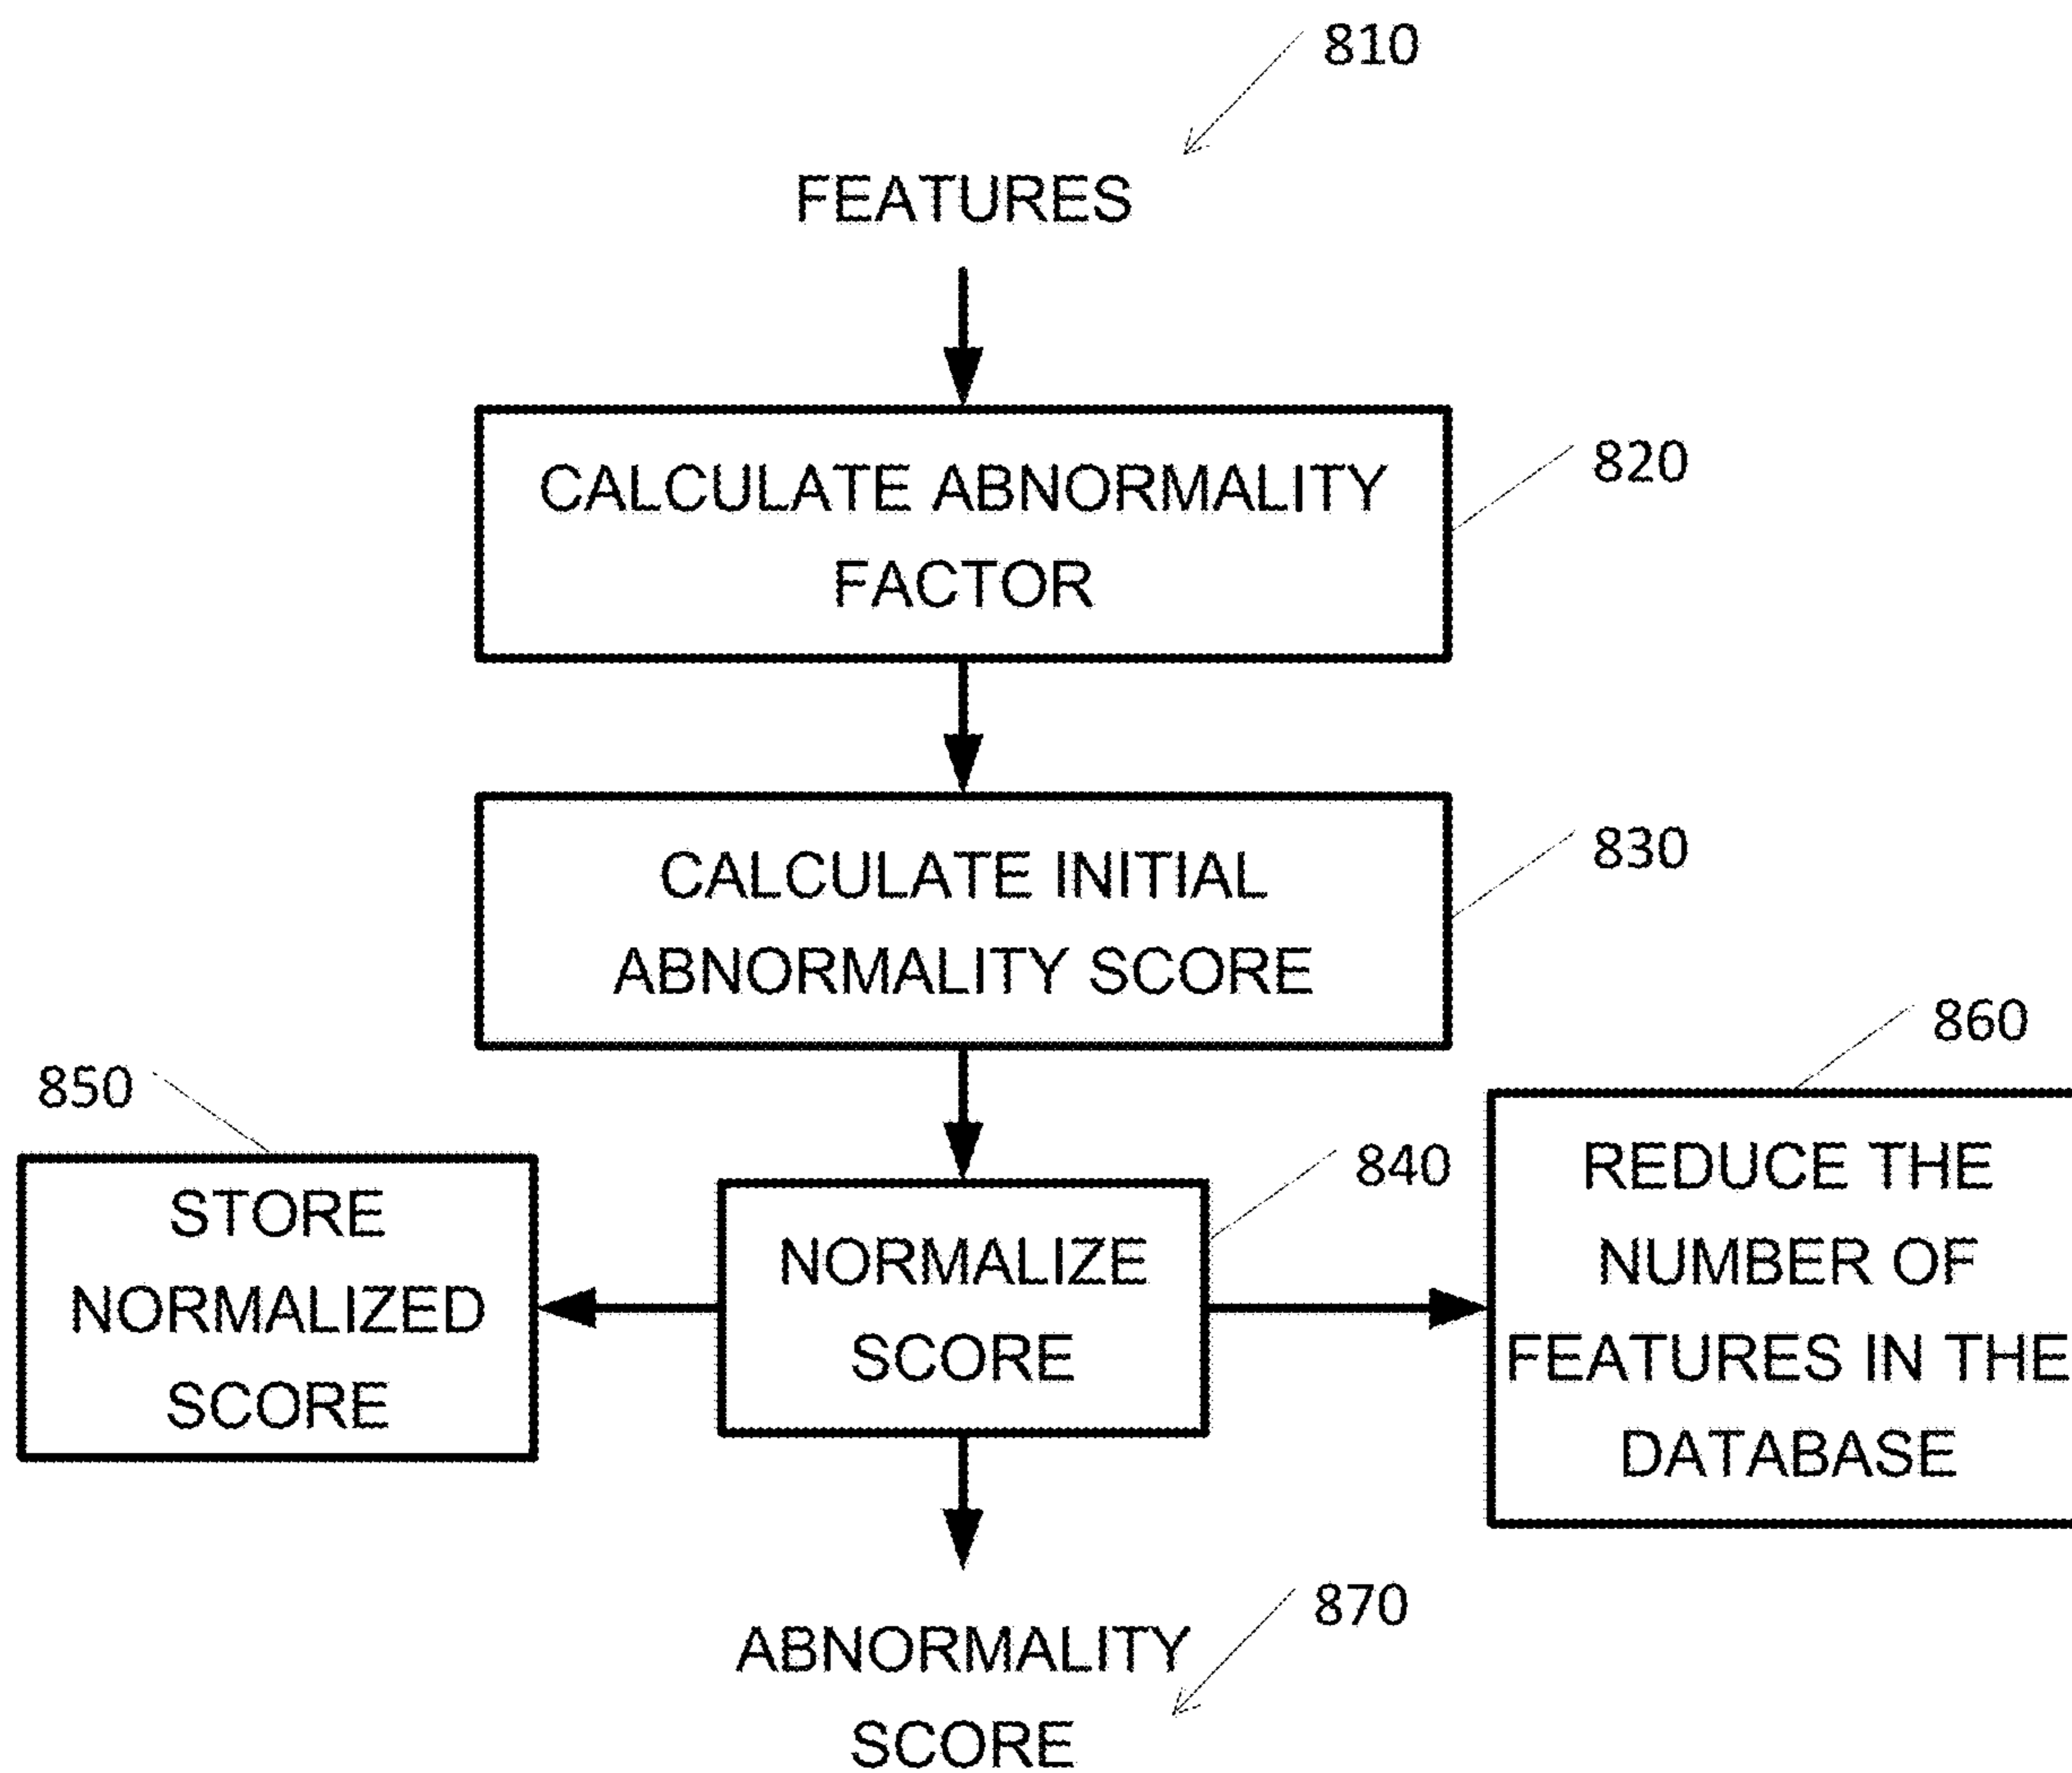 810
FEATURES
CALCULATE ABNORMALITY
FACTOR
820
CALCULATE INITIAL
ABNORMALITY SCORE
830
850
STORE
NORMALIZED
SCORE
840
NORMALIZE
SCORE
860
REDUCE THE
NUMBER OF
FEATURES IN THE
DATABASE
870
ABNORMALITY
SCORE